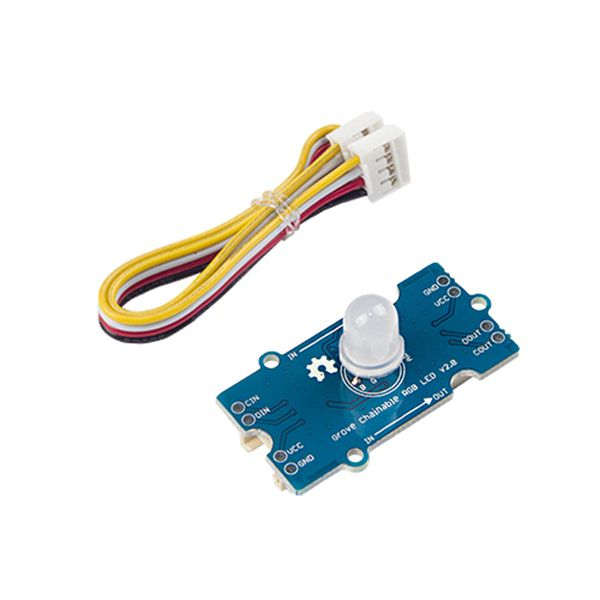 GND
VCC
DOUT
COUT
IN
CIN
DIN
VCC
GND
Grove Chainable RGB LED V2.0
IN
OUT